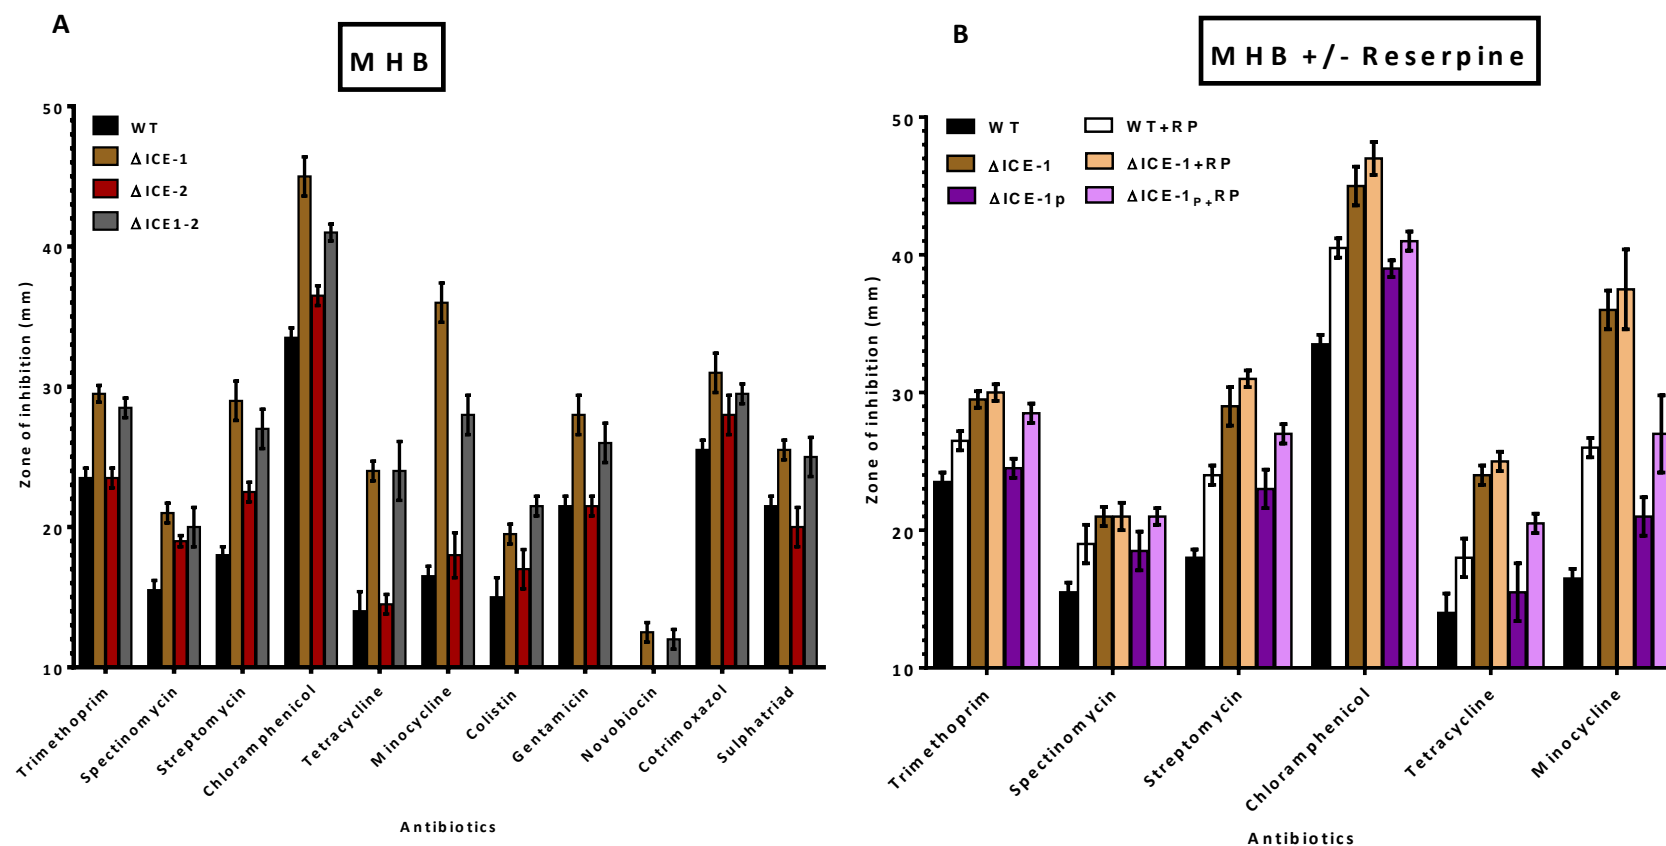 A
MHB
50
40
30
20
10
Zone of inhibition (mm)
WT
ΔICE-1
ΔICE-2
ΔICE1-2
Trimethoprim
Spectinomycin
Streptomycin
Chloramphenicol
Tetracycline
Minocycline
Colistin
Gentamicin
Novobiocin
Cotrimoxazol
Sulphatriad
Antibiotics
B
MHB +/- Reserpine
50
40
30
20
10
Zone of inhibition (mm)
WT
WT+RP
ΔICE-1
ΔICE-1+RP
ΔICE-1p
ΔICE-1P+RP
Trimethoprim
Spectinomycin
Streptomycin
Chloramphenicol
Tetracycline
Minocycline
Antibiotics